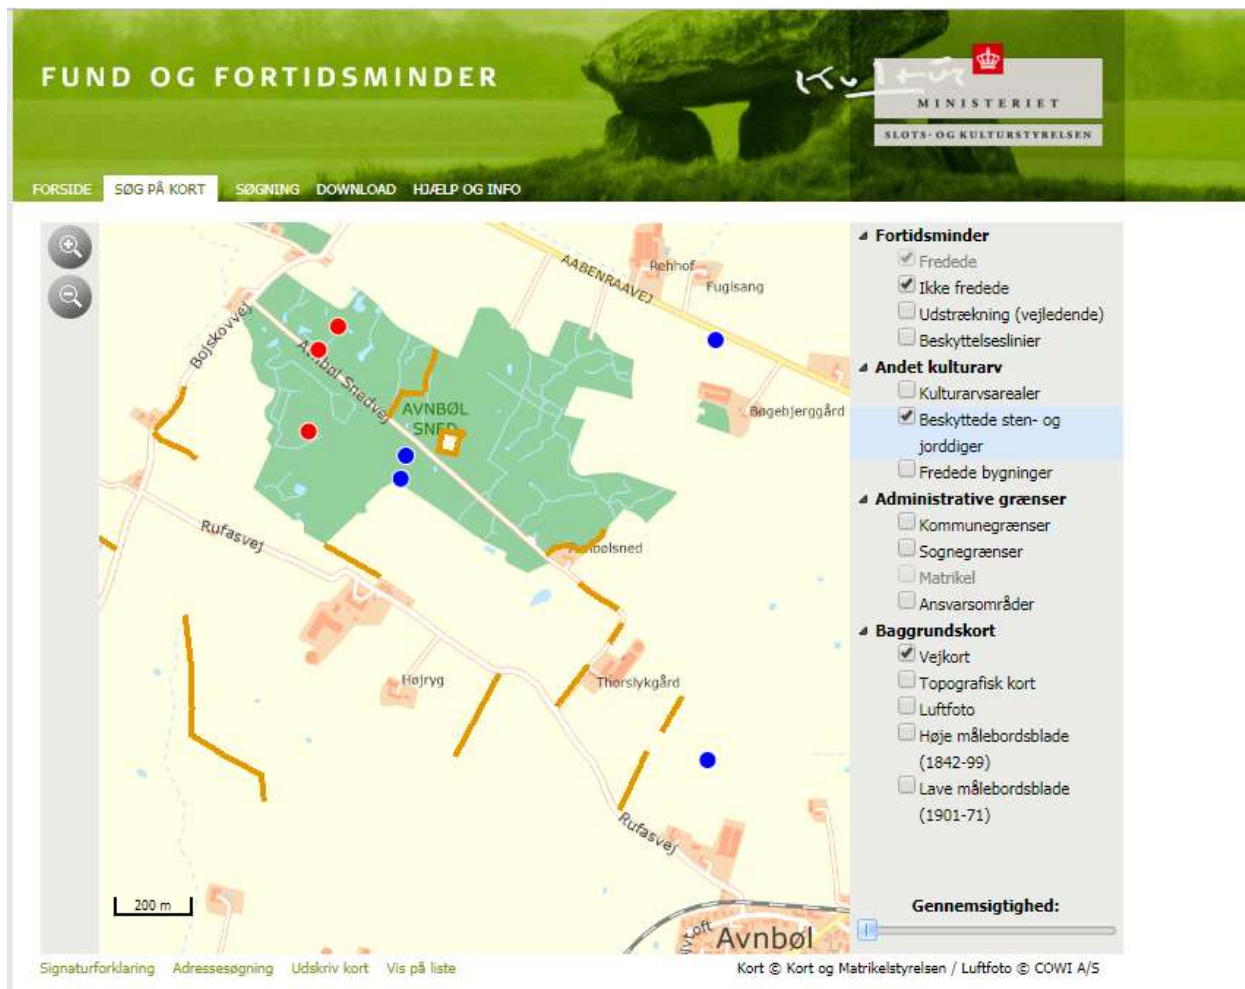 FUND OG FORTIDSMINDER
Kultur
MINISTERIET
SLOTS- OG KULTURSTYRELSEN
FORSIDE SØG PÅ KORT SØGNING DOWNLOAD HJÆLP OG INFO
AABENRAAVEJ
Rehhof
Fuglsang
Bojskovvej
Avnbøl Snedvej
AVNBØL
SNED
Bøgebjerggård
Rufasvej
Højryg
Thorslykgård
Rufasvej
Avnbøl
200 m
Fortidsminder
Fredede
Ikke fredede
Udstrækning (vejledende)
Beskyttelseslinier
Andet kulturarv
Kulturarvsarealer
Beskyttede sten- og
jorddiger
Fredede bygninger
Administrative grænser
Kommunegrænser
Sognegrænser
Matrikel
Ansvarsområder
Baggrundskort
Vejkort
Topografisk kort
Luftfoto
Høje målebordsblade
(1842-99)
Lave målebordsblade
(1901-71)
Gennemsigtighed:
Signaturforklaring Adressesøgning Udskriv kort Vis på liste
Kort © Kort og Matrikelstyrelsen / Luftfoto © COWI A/S